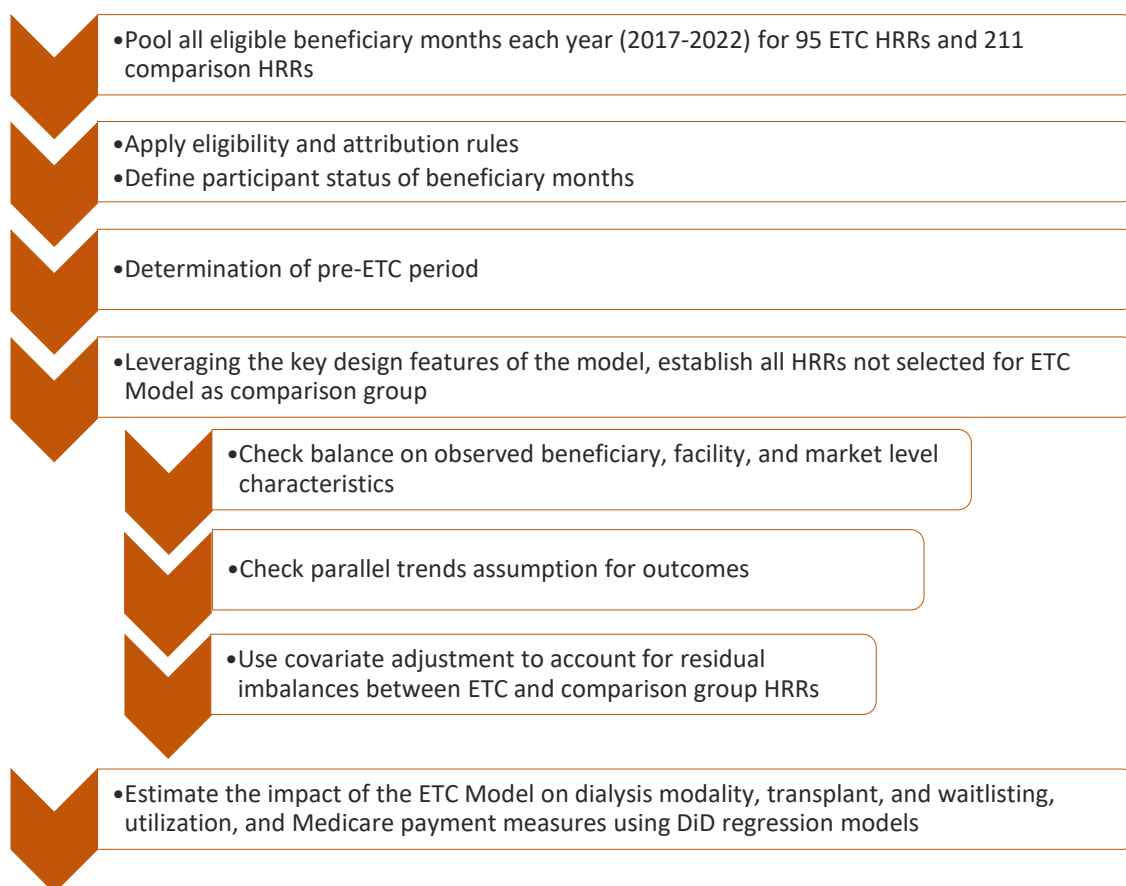 •Pool all eligible beneficiary months each year (2017-2022) for 95 ETC HRRs and 211
comparison HRRs
•Apply eligibility and attribution rules
•Define participant status of beneficiary months
•Determination of pre-ETC period
•Leveraging the key design features of the model, establish all HRRs not selected for ETC
Model as comparison group
•Check balance on observed beneficiary, facility, and market level
characteristics
•Check parallel trends assumption for outcomes
•Use covariate adjustment to account for residual
imbalances between ETC and comparison group HRRs
•Estimate the impact of the ETC Model on dialysis modality, transplant, and waitlisting,
utilization, and Medicare payment measures using DiD regression models